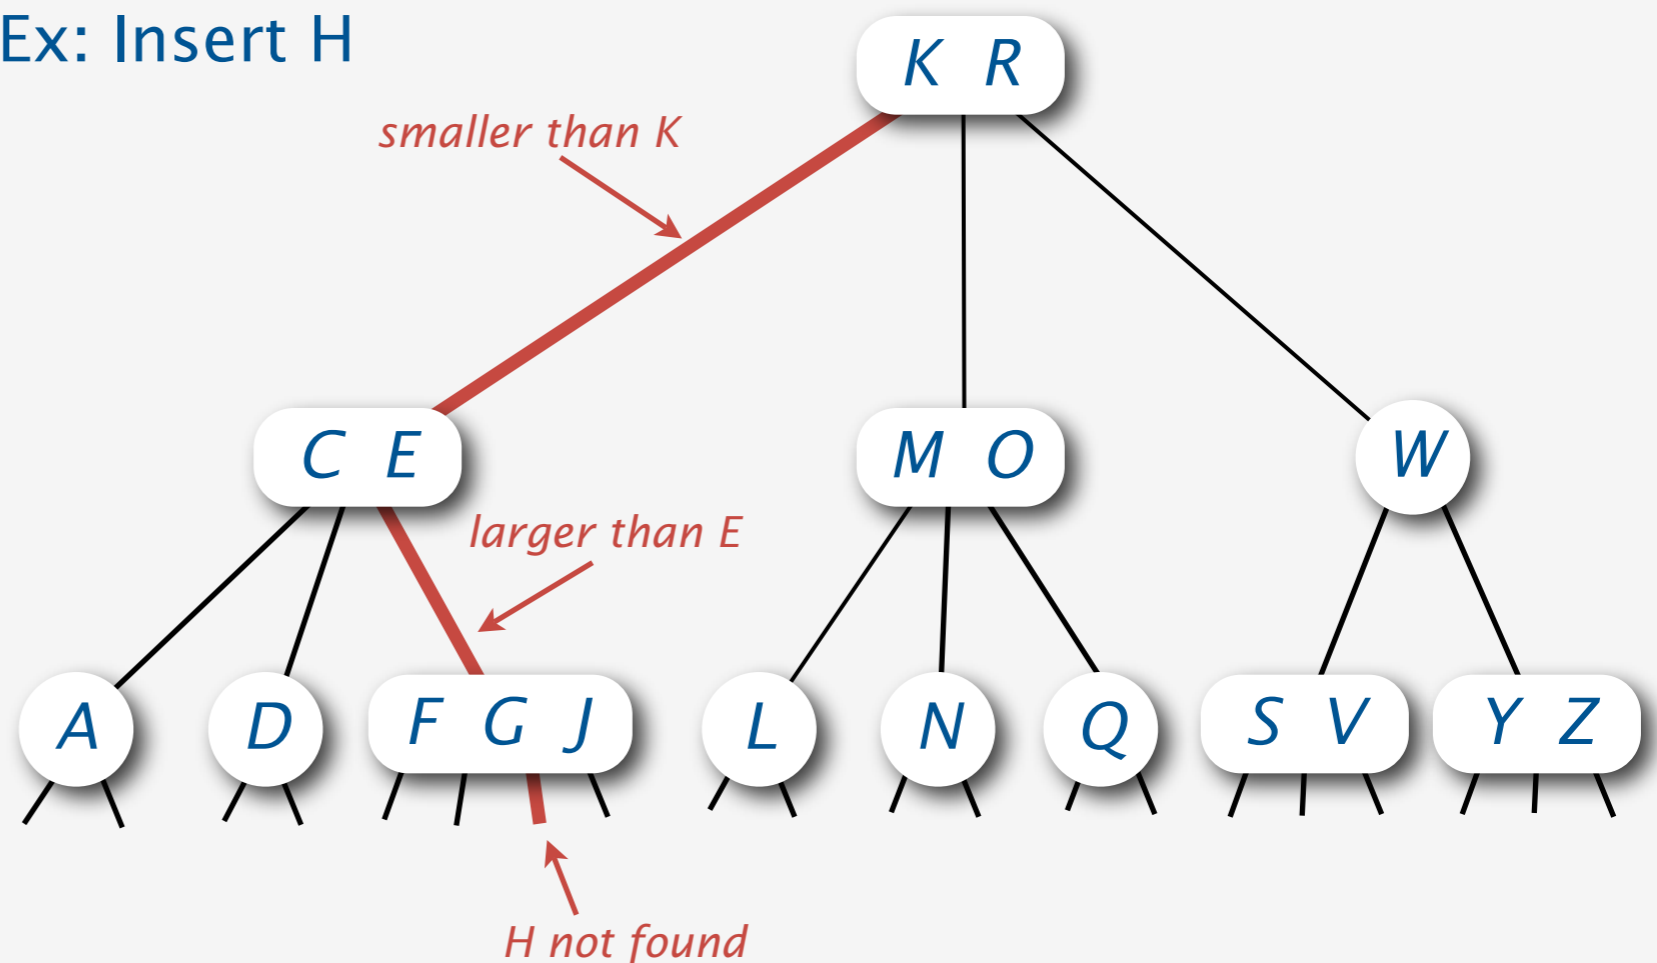 Ex: Insert H
K R
smaller than K
C E
M O
W
larger than E
A
D
F G J
L
N
Q
S V
Y Z
H not found